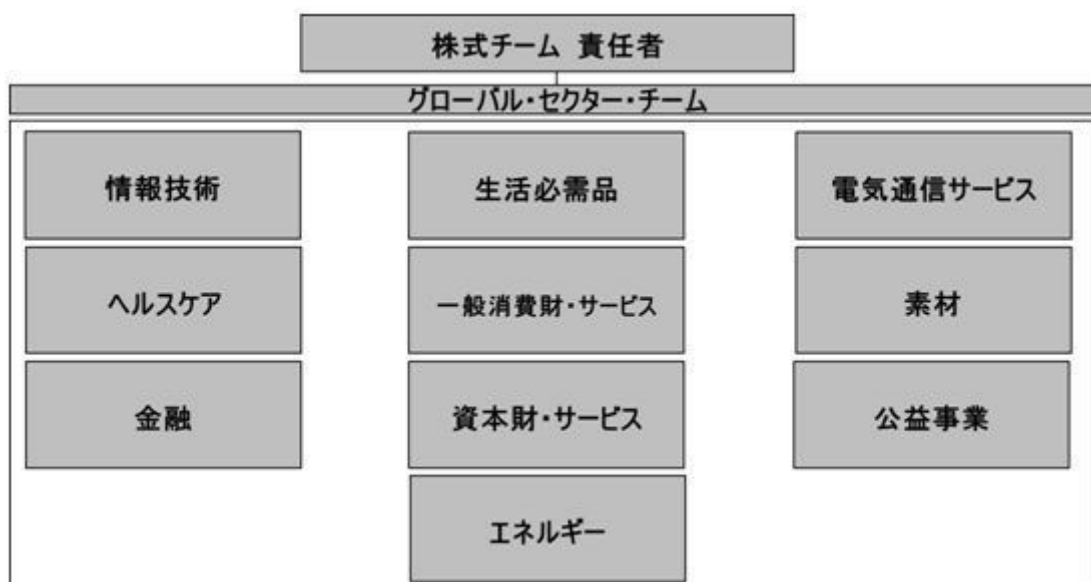 株式チーム 責任者
グローバル・セクター・チーム
情報技術
生活必需品
電気通信サービス
ヘルスケア
一般消費財・サービス
素材
金融
資本財・サービス
公益事業
エネルギー